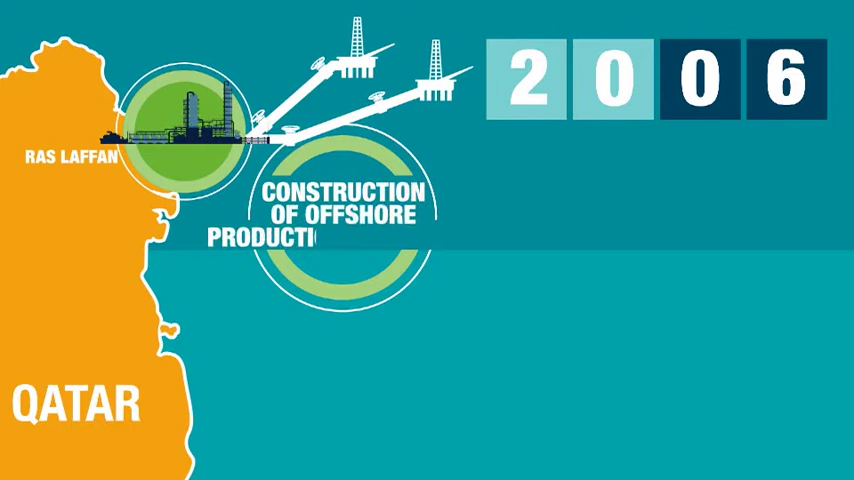 2006
RAS LAFFAN
CONSTRUCTION
OF OFFSHORE
QATAR